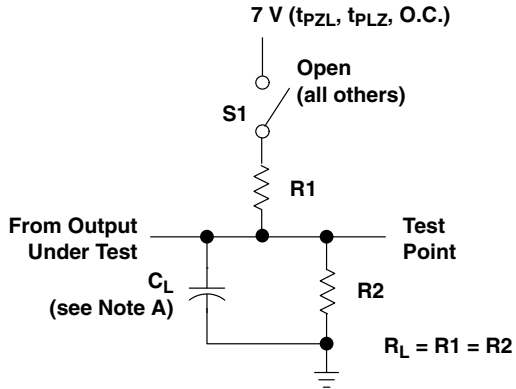 7 V (tPZL, tPLZ, O.C.)
Open
(all others)
S1
R1
From Output
Under Test
Test
Point
CL
(see Note A)
R2
RL = R1 = R2